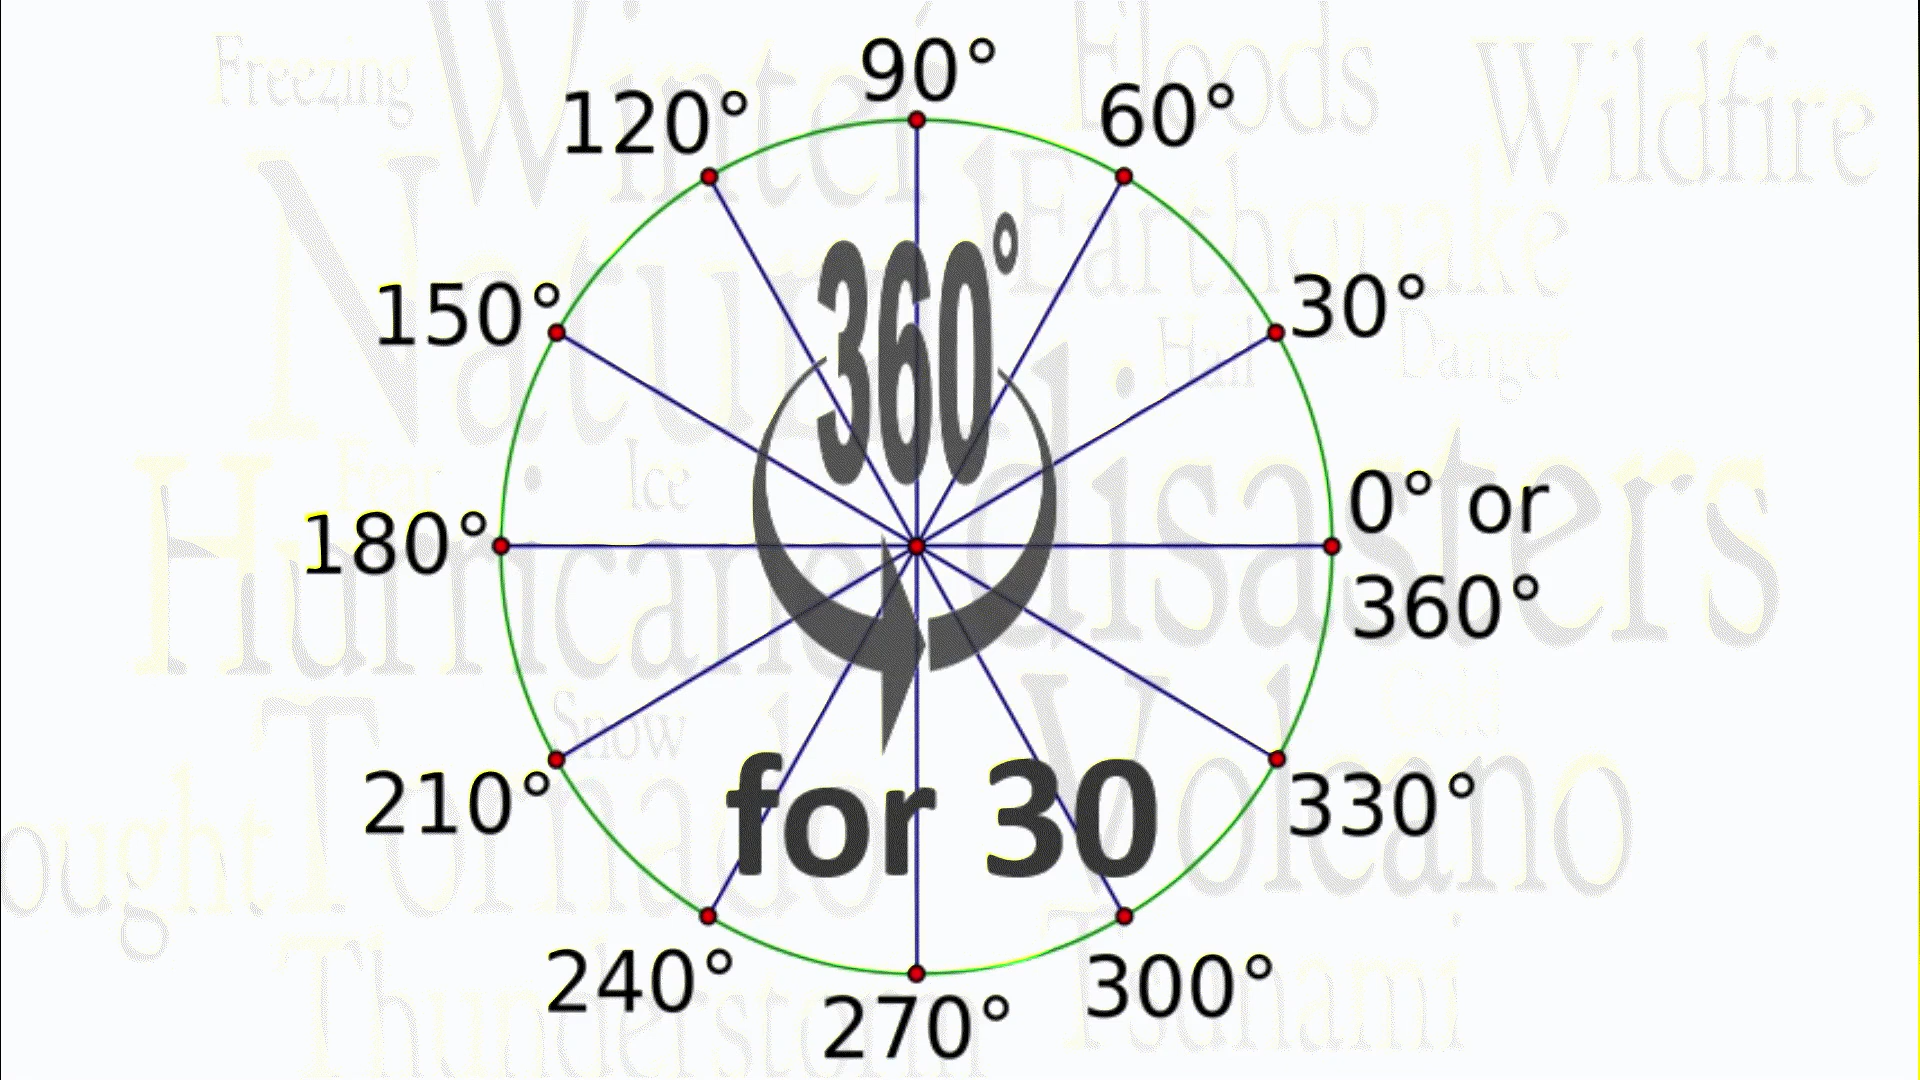 Freezing
Winter
Floods
Wildfire
90°
120°
60°
Natural
Earthquake
360°
150°
30°
Hail
Danger
disasters
Fear
Ice
0° or
180°
Hurricane
360°
Snow
Volcano
Cold
Tornado
for 30
210°
330°
ought
240°
300°
270°
Thunderstorm
Tsunami